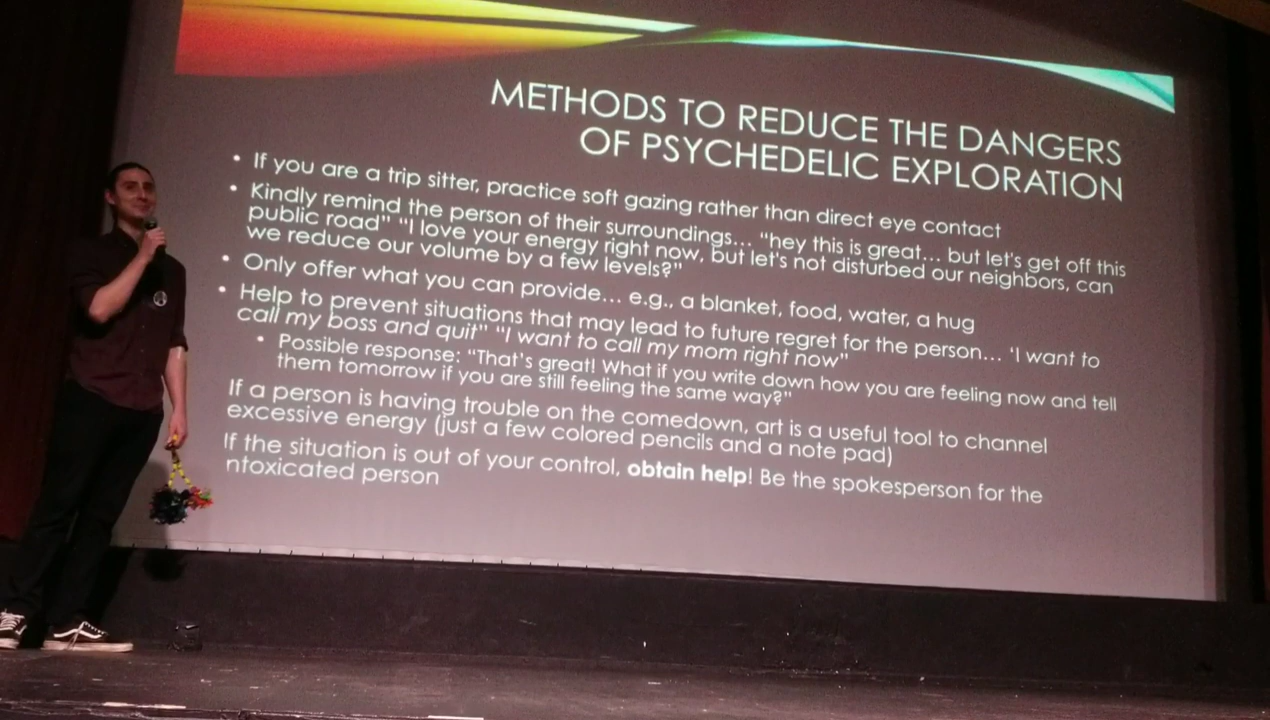 METHODS TO REDUCE THE DANGERS
OF PSYCHEDELIC EXPLORATION
• If you are a trip sitter, practice soft gazing rather than direct eye contact
• Kindly remind the person of their surroundings... “hey this is great... but let's get off this
public road” “I love your energy right now, but let's not disturbed our neighbors, can
we reduce our volume by a few levels?”
• Only offer what you can provide... e.g., a blanket, food, water, a hug
• Help to prevent situations that may lead to future regret for the person... ‘I want to
call my boss and quit” “I want to call my mom right now”
• Possible response: “That's great! What if you write down how you are feeling now and tell
them tomorrow if you are still feeling the same way?”
If a person is having trouble on the comedown, art is a useful tool to channel
excessive energy (just a few colored pencils and a note pad)
If the situation is out of your control, obtain help! Be the spokesperson for the
ntoxicated person